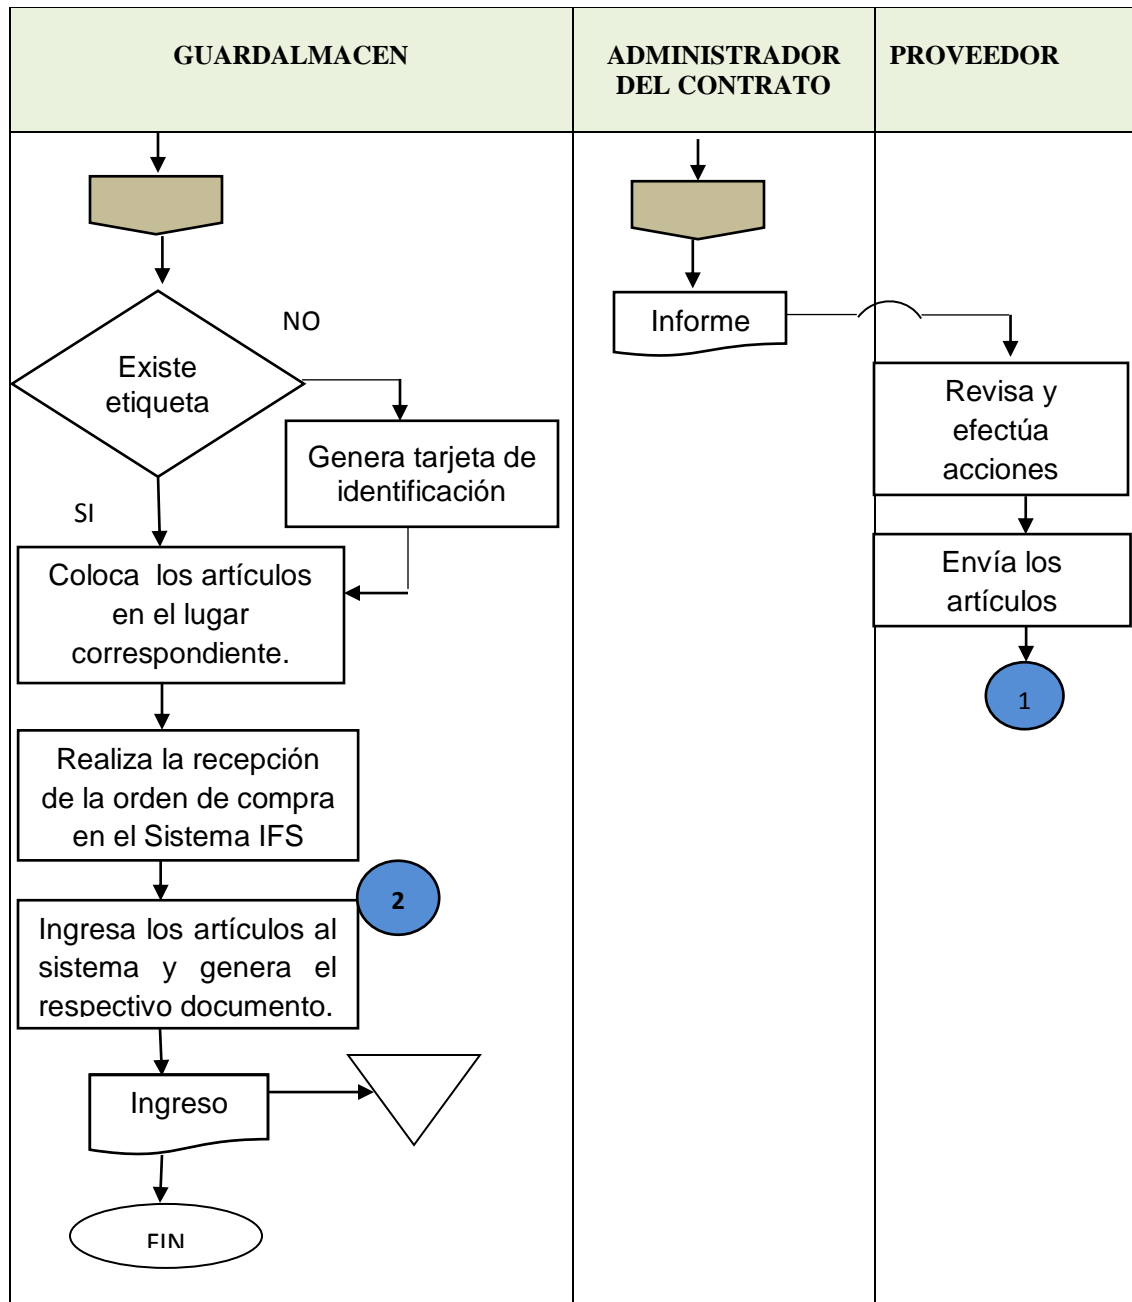 GUARDALMACEN
ADMINISTRADOR
DEL CONTRATO
PROVEEDOR
NO
Existe
etiqueta
Genera tarjeta de
identificación
SI
Coloca los artículos
en el lugar
correspondiente.
Realiza la recepción
de la orden de compra
en el Sistema IFS
2
Ingresa los artículos al
sistema y genera el
respectivo documento.
Ingreso
FIN
Informe
Revisa y
efectúa
acciones
Envía los
artículos
1